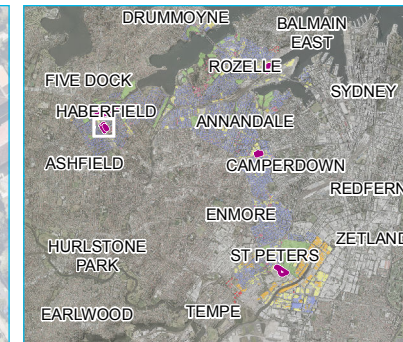 DRUMMOYNE
BALMAIN
EAST
ROZELLE
FIVE DOCK
SYDNEY
HABERFIELD
ANNANDALE
ASHFIELD
CAMPERDOWN
REDFERN
ENMORE
ZETLAND
HURLSTONE
PARK
ST PETERS
EARLWOOD
TEMPE